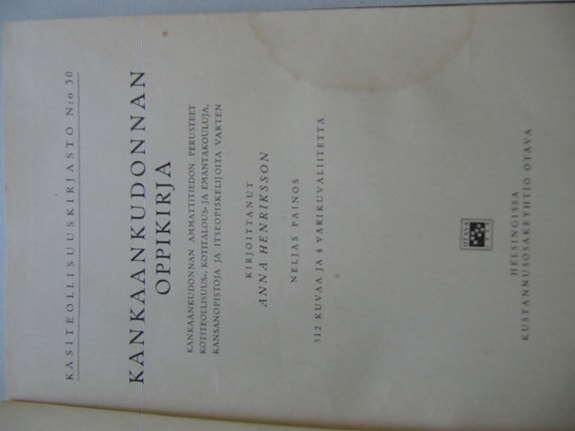 KÄSITEOLLISUUSKIRJASTO N:o 30
KANKAANKUDONNAN
OPPIKIRJA
KANKAANKUDONNAN AMMATTITIEDON PERUSTEET
KOTITEOLLISUUS-, KOTITALOUS- JA EMÄNTÄKOULUJA,
KANSANOPISTOJA JA ITSEOPISKELIJOITA VARTEN
KIRJOITTANUT
ANNA HENRIKSSON
NELJÄS PAINOS
312 KUVAA JA 4 VÄRIKUVALIITETTÄ
OTAVA
HELSINGISSÄ
KUSTANNUSOSAKEYHTIÖ OTAVA